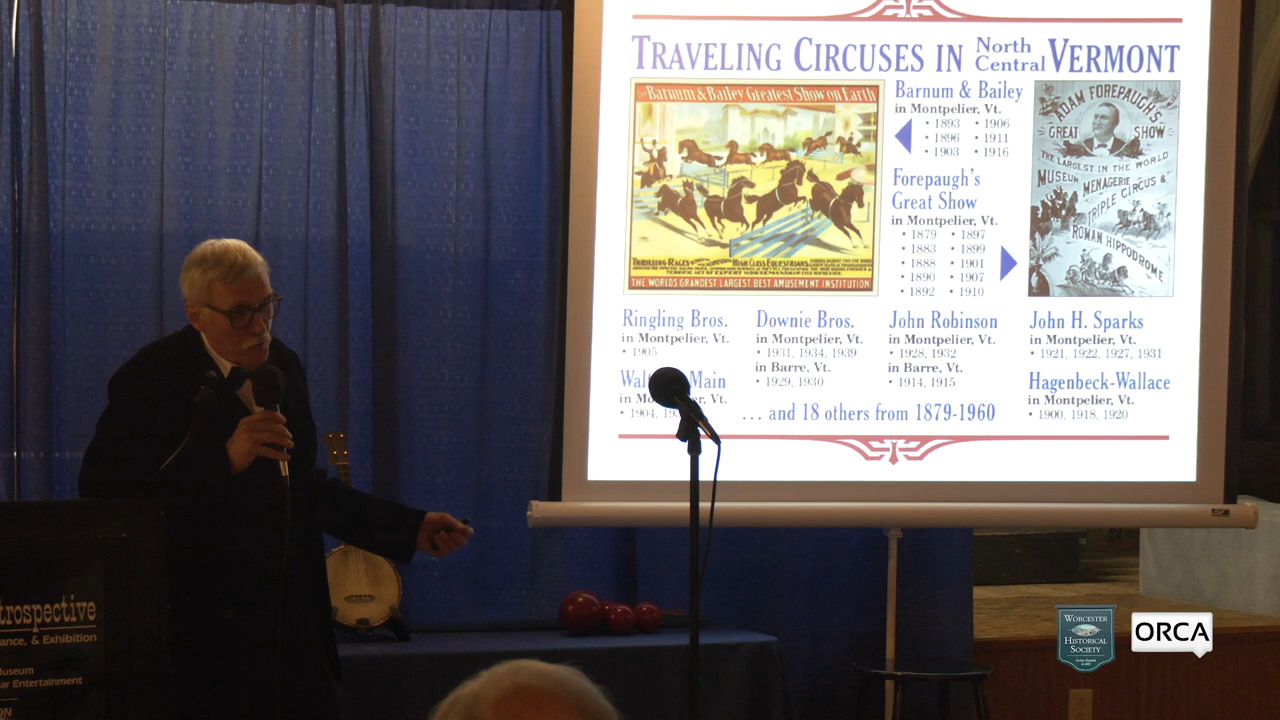 TRAVELING CIRCUSES IN North Central VERMONT
Barnum & Bailey Greatest Show on Earth
THE WORLDS GRANDEST LARGEST BEST AMUSEMENT INSTITUTION
Barnum & Bailey
in Montpelier, Vt.
• 1893 • 1906
• 1896 • 1911
• 1903 • 1916
Forepaugh's
Great Show
in Montpelier, Vt.
• 1879 • 1897
• 1883 • 1899
• 1888 • 1901
• 1890 • 1907
• 1892 • 1910
ADAM FOREPAUGH'S
GREAT SHOW
THE LARGEST IN THE WORLD
MUSEUM MENAGERIE CIRCUS &
TRIPLE
ROMAN HIPPODROME
Ringling Bros.
in Montpelier, Vt.
• 1905
Main
• 1904,
Downie Bros.
in Montpelier, Vt.
• 1931, 1934, 1939
in Barre, Vt.
• 1929, 1930
John Robinson
in Montpelier, Vt.
• 1928, 1932
in Barre, Vt.
• 1914, 1915
John H. Sparks
in Montpelier, Vt.
• 1921, 1922, 1927, 1931
Hagenbeck-Wallace
in Montpelier, Vt.
• 1900, 1918, 1920
... and 18 others from 1879-1960
trospective
ance, & Exhibition
Museum
ar Entertainment
ON
WORCESTER
HISTORICAL
SOCIETY
ORCA